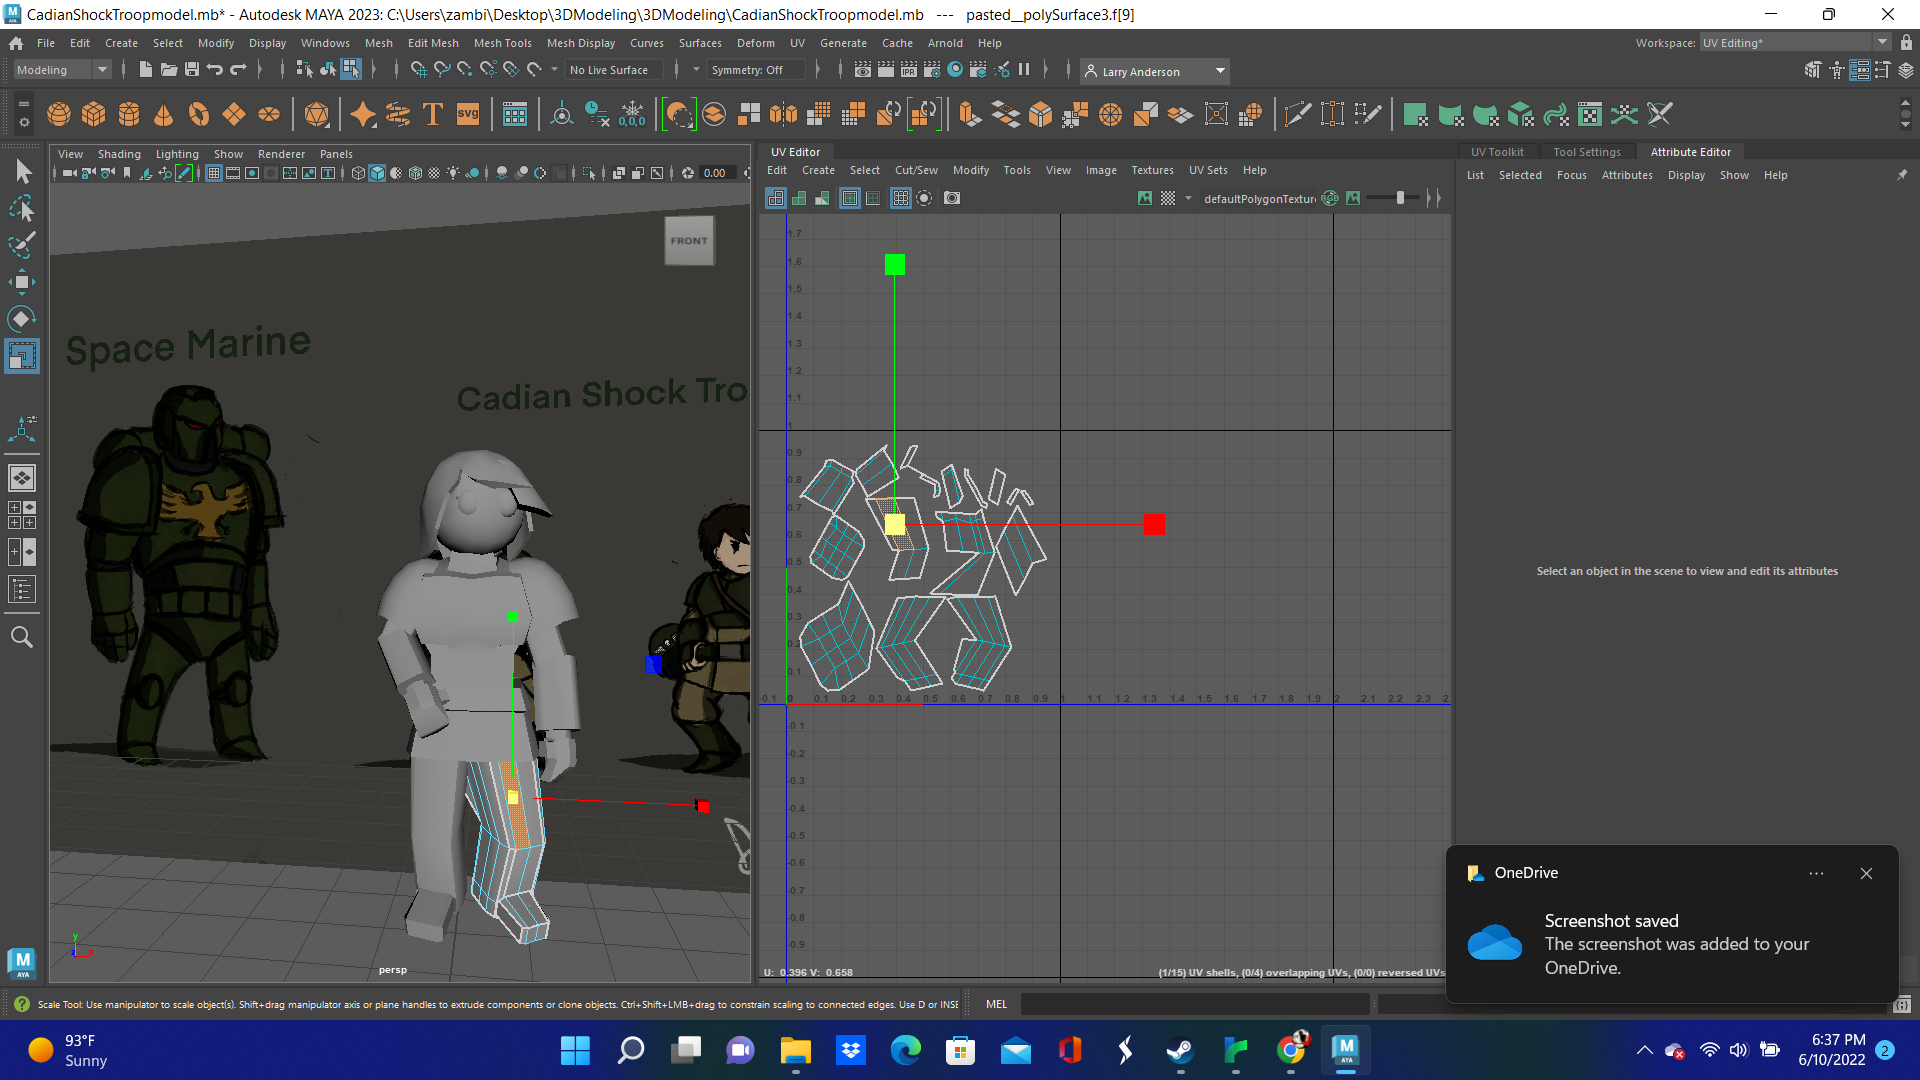 CadianShockTroopmodel.mb* - Autodesk MAYA 2023: C:\Users\zambi\Desktop\3DModeling\3DModeling\CadianShockTroopmodel.mb --- pasted__polySurface3.f[9]
File Edit Create Select Modify Display Windows Mesh Edit Mesh Mesh Tools Mesh Display Curves Surfaces Deform UV Generate Cache Arnold Help
Workspace: UV Editing*
Modeling
No Live Surface
Symmetry: Off
IPR
Larry Anderson
T
SVG
0,0,0
View Shading Lighting Show Renderer Panels
0.00
FRONT
Space Marine
Cadian Shock Tro
persp
UV Editor
Edit Create Select Cut/Sew Modify Tools View Image Textures UV Sets Help
defaultPolygonTextur
RGB
1.7
1.6
1.5
1.4
1.3
1.2
1.1
1
0.9
0.8
0.7
0.6
0.5
0.4
0.3
0.2
0.1
-0.1 0 0.1 0.2 0.3 0.4 0.5 0.6 0.7 0.8 0.9 1 1.1 1.2 1.3 1.4 1.5 1.6 1.7 1.8 1.9 2 2.1 2.2 2.3 2
-0.1
-0.2
-0.3
-0.4
-0.5
-0.6
-0.7
-0.8
-0.9
U: 0.396 V: 0.658
(1/15) UV shells, (0/4) overlapping UVs, (0/0) reversed UVs
UV Toolkit Tool Settings Attribute Editor
List Selected Focus Attributes Display Show Help
Select an object in the scene to view and edit its attributes
OneDrive
Screenshot saved
The screenshot was added to your
OneDrive.
M
AYA
Scale Tool: Use manipulator to scale object(s). Shift+drag manipulator axis or plane handles to extrude components or clone objects. Ctrl+Shift+LMB+drag to constrain scaling to connected edges. Use D or INSE
MEL
93°F
Sunny
M
AYA
6:37 PM
6/10/2022
2